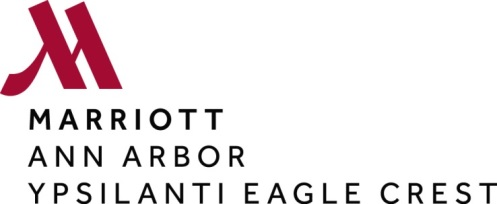 MARRIOTT
ANN ARBOR
YPSILANTI EAGLE CREST